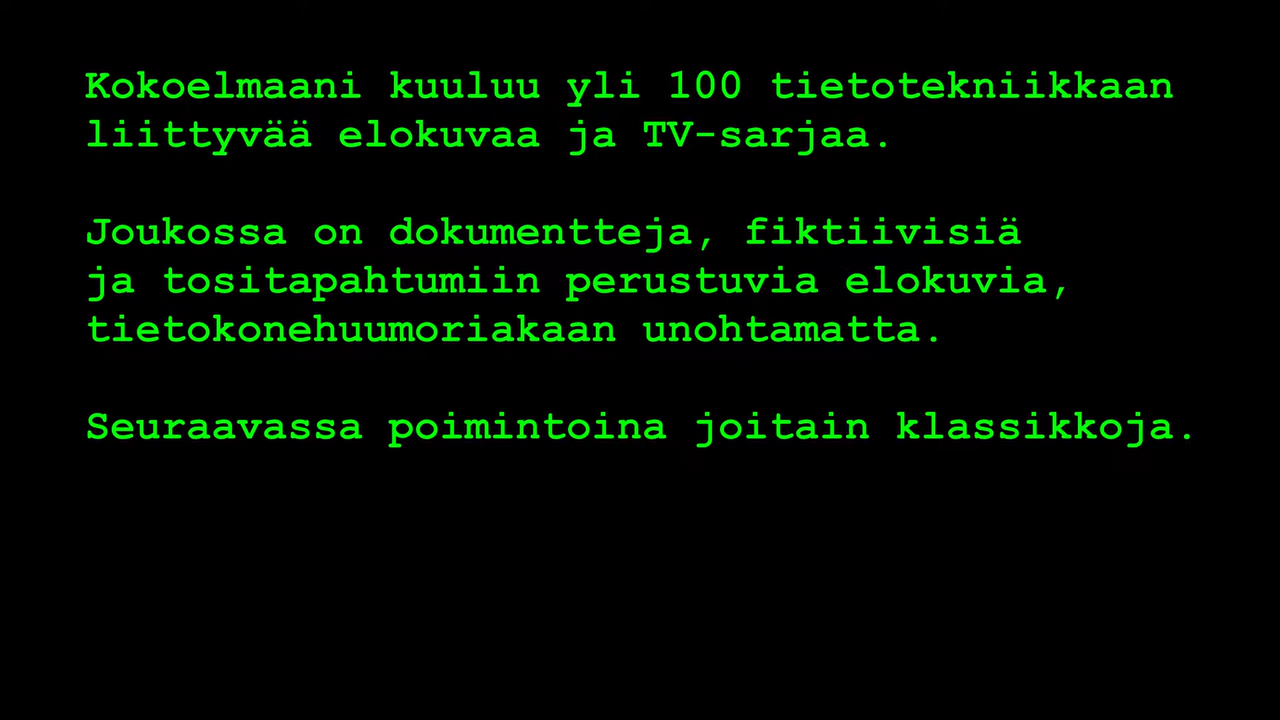 Kokoelmaani kuuluu yli 100 tietotekniikkaan
liittyvää elokuvaa ja TV-sarjaa.
Joukossa on dokumentteja, fiktiivisiä
ja tositapahtumiin perustuvia elokuvia,
tietokonehuumoriakaan unohtamatta.
Seuraavassa poimintoina joitain klassikkoja.